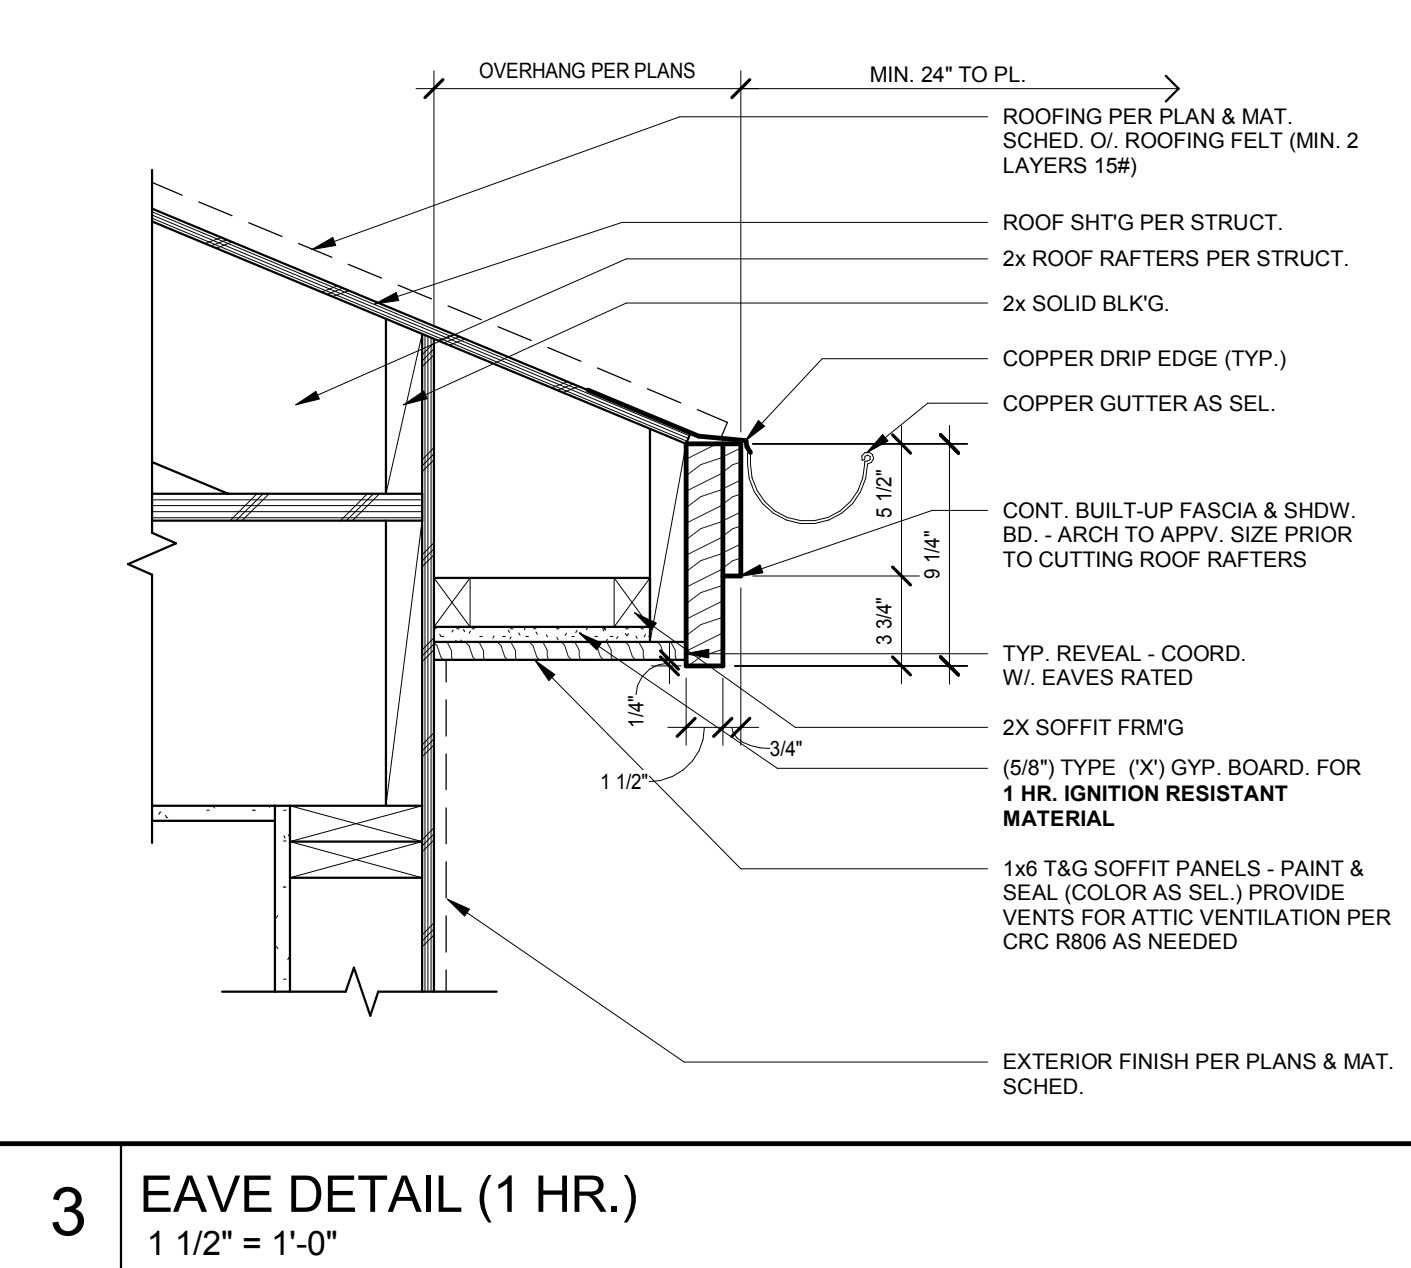 OVERHANG PER PLANS
MIN. 24" TO PL.
ROOFING PER PLAN & MAT.
SCHED. O/. ROOFING FELT (MIN. 2
LAYERS 15#)
ROOF SHT'G PER STRUCT.
2x ROOF RAFTERS PER STRUCT.
2x SOLID BLK'G.
COPPER DRIP EDGE (TYP.)
COPPER GUTTER AS SEL.
5 1/2"
9 1/4"
3 3/4"
CONT. BUILT-UP FASCIA & SHDW.
BD. - ARCH TO APPV. SIZE PRIOR
TO CUTTING ROOF RAFTERS
TYP. REVEAL - COORD.
W/. EAVES RATED
1/4"
2X SOFFIT FRM'G
3/4"
1 1/2"
(5/8") TYPE ('X') GYP. BOARD. FOR
1 HR. IGNITION RESISTANT
MATERIAL
1x6 T&G SOFFIT PANELS - PAINT &
SEAL (COLOR AS SEL.) PROVIDE
VENTS FOR ATTIC VENTILATION PER
CRC R806 AS NEEDED
EXTERIOR FINISH PER PLANS & MAT.
SCHED.
3
EAVE DETAIL (1 HR.)
1 1/2" = 1'-0"